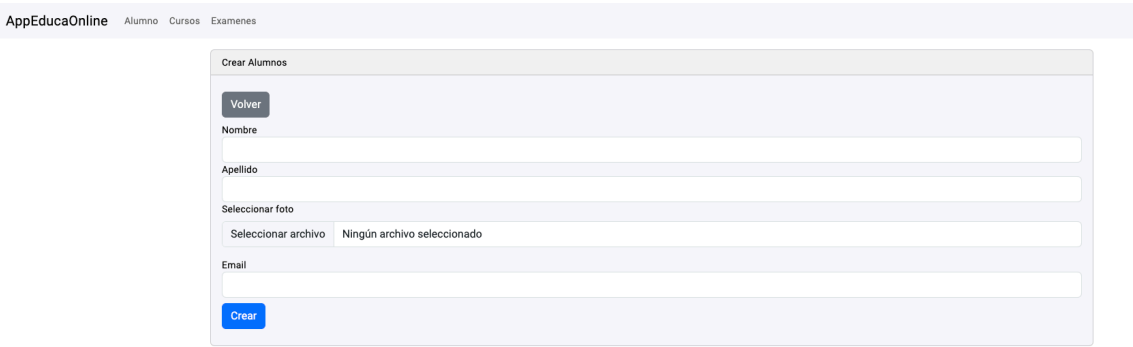 AppEducaOnline Alumno Cursos Examenes
Crear Alumnos
Volver
Nombre
Apellido
Seleccionar foto
Seleccionar archivo Ningún archivo seleccionado
Email
Crear